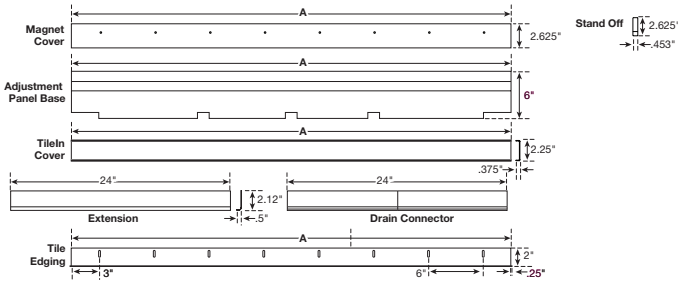 A
Magnet
Cover
2.625"
Stand Off
2.625"
.453"
A
Adjustment
Panel Base
6"
A
TileIn
Cover
2.25"
.375"
24"
2.12"
.5"
Extension
24"
Drain Connector
A
Tile
Edging
2"
3"
6"
.25"